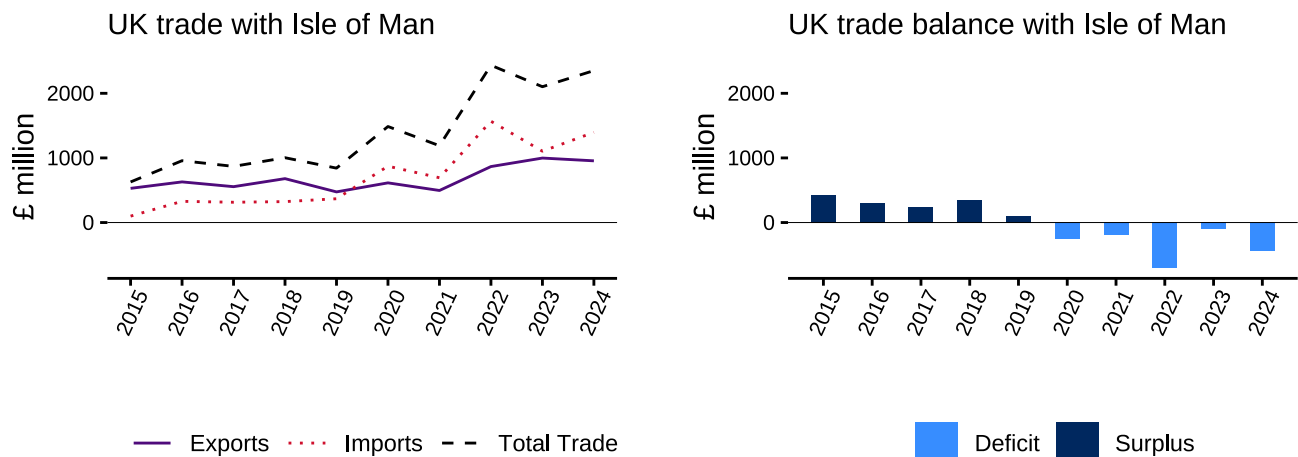 UK trade with Isle of Man
£ million
2000
1000
0
2015 2016 2017 2018 2019 2020 2021 2022 2023 2024
Exports Imports Total Trade
UK trade balance with Isle of Man
£ million
2000
1000
0
2015 2016 2017 2018 2019 2020 2021 2022 2023 2024
Deficit Surplus